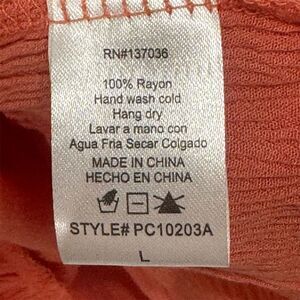 RN#137036
100% Rayon
Hand wash cold
Hang dry
Lavar a mano con
Agua Fria Secar Colgado
MADE IN CHINA
HECHO EN CHINA
STYLE# PC10203A
L